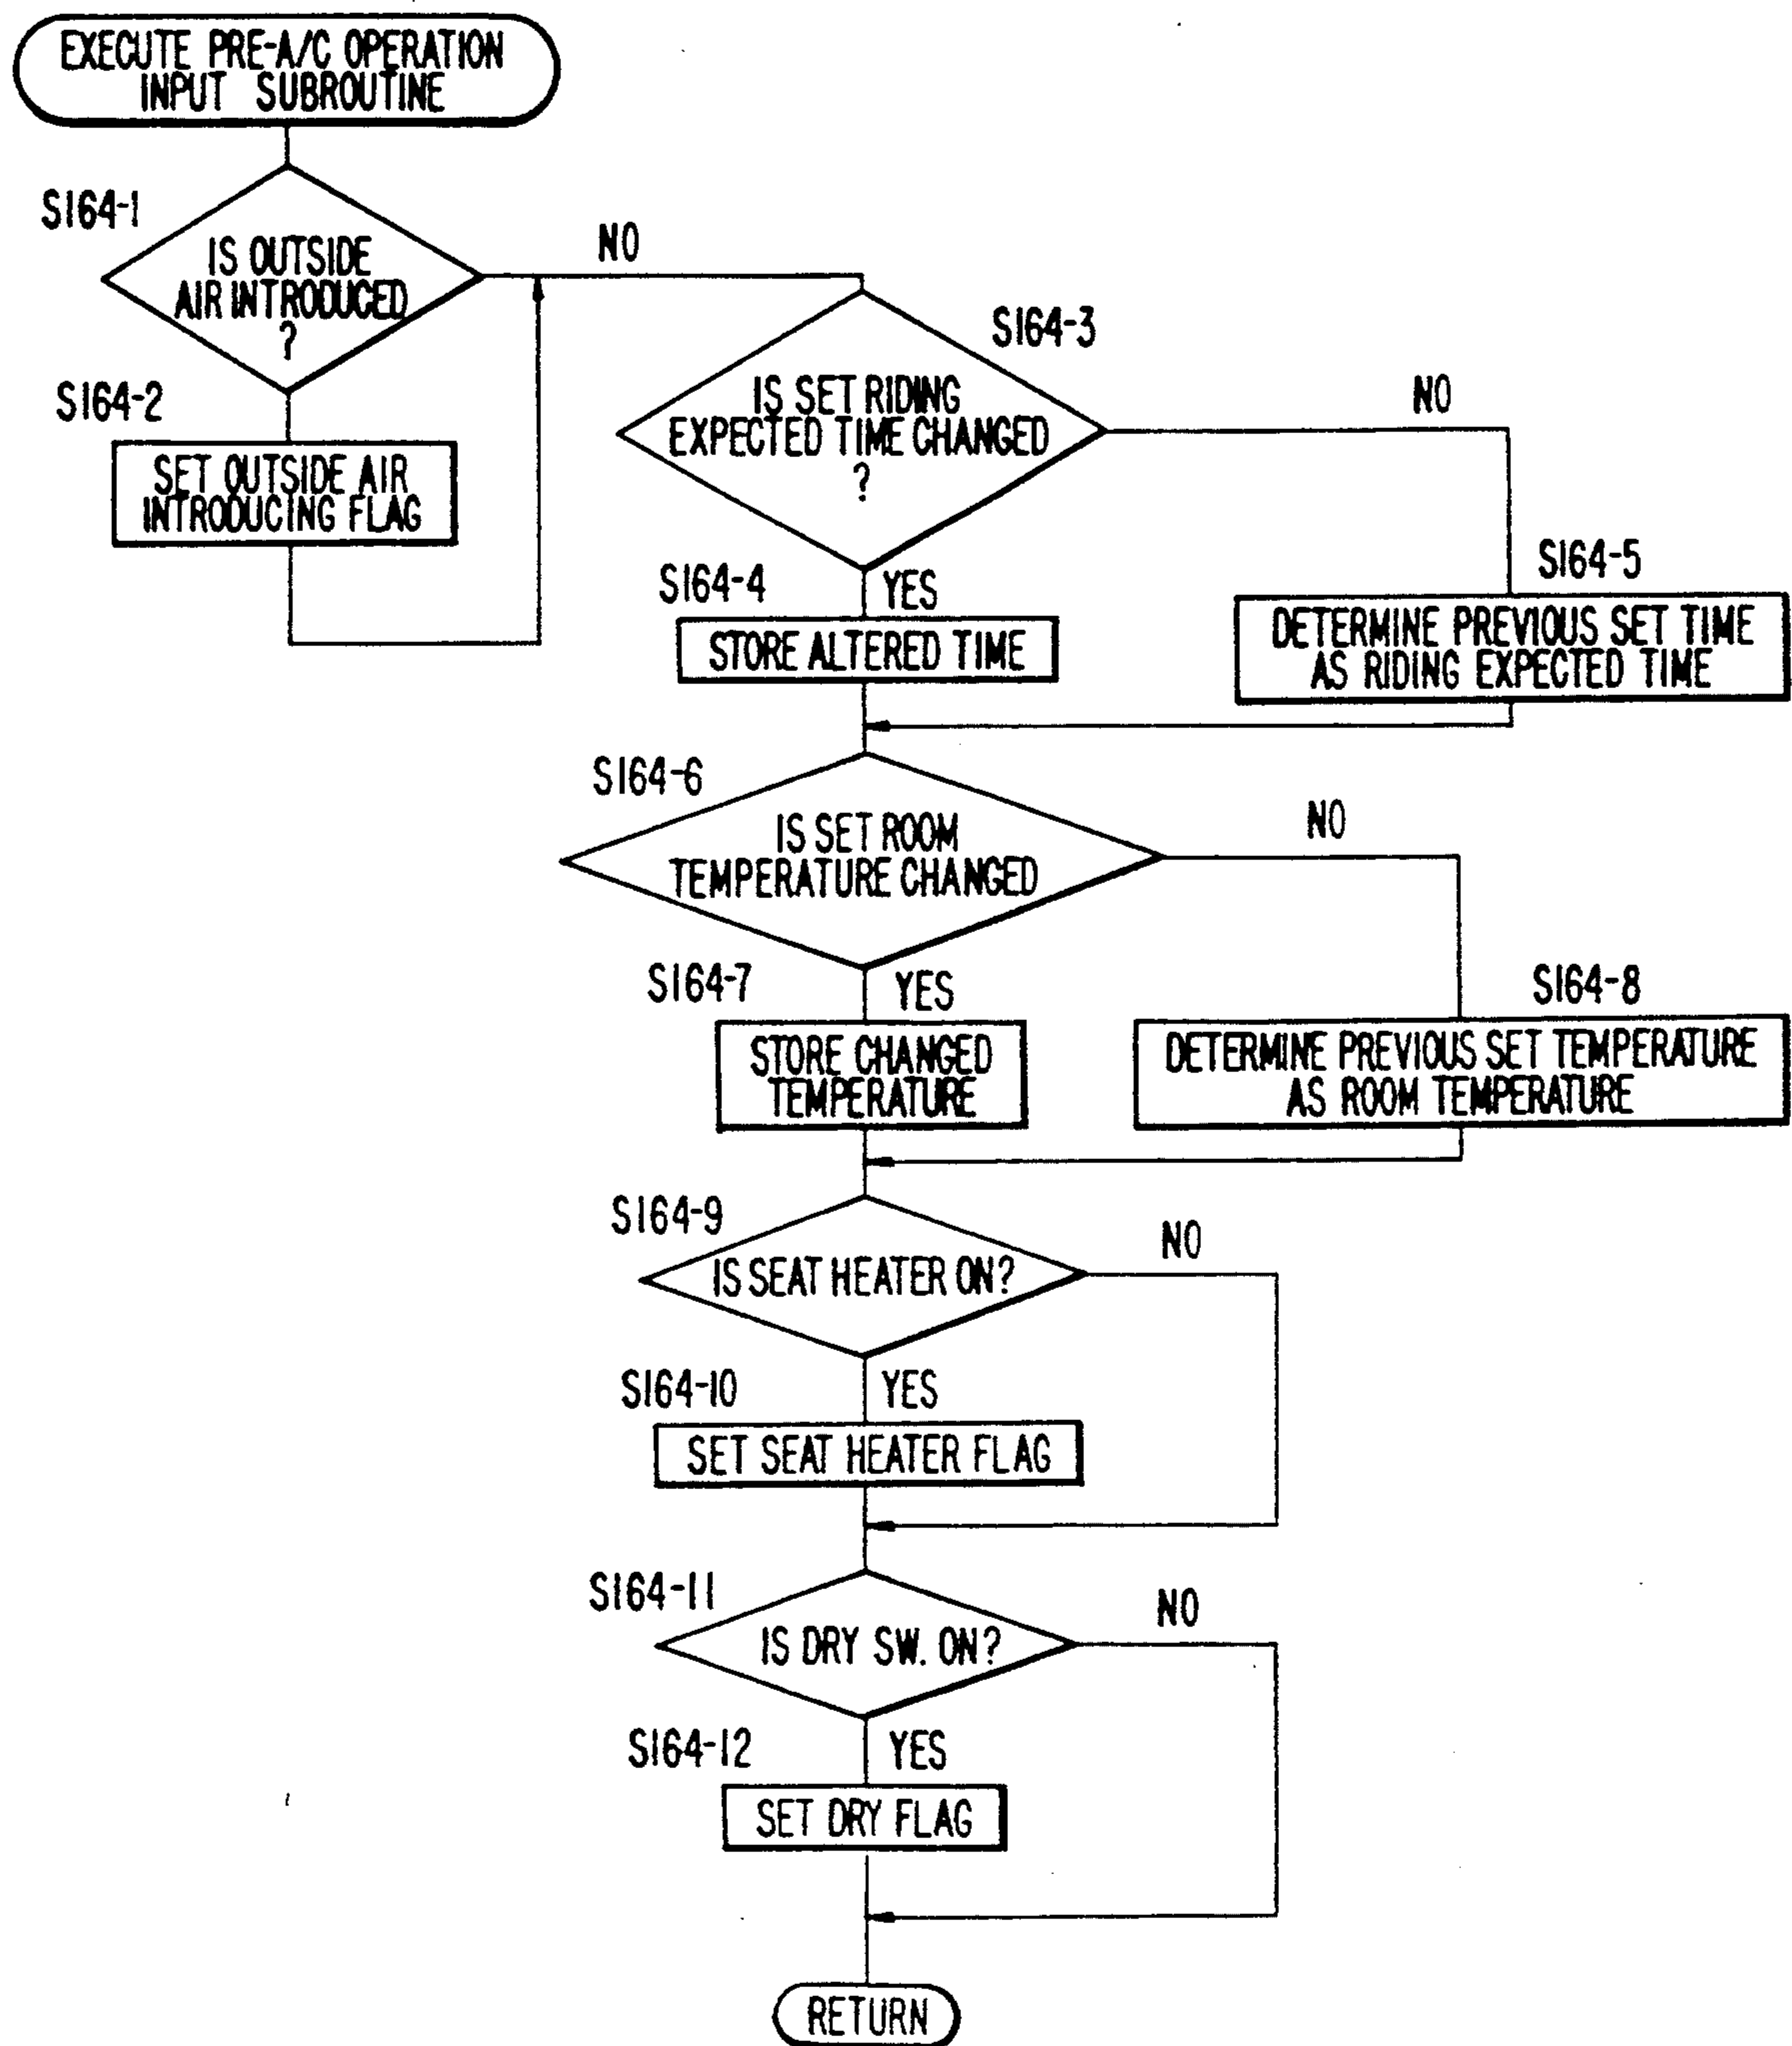 EXECUTE PRE-A/C OPERATION
INPUT SUBROUTINE
S164-1
IS OUTSIDE
AIR INTRODUCED
?
NO
S164-2
SET OUTSIDE AIR
INTRODUCING FLAG
S164-3
IS SET RIDING
EXPECTED TIME CHANGED
?
NO
S164-4
YES
STORE ALTERED TIME
S164-5
DETERMINE PREVIOUS SET TIME
AS RIDING EXPECTED TIME
S164-6
IS SET ROOM
TEMPERATURE CHANGED
NO
S164-7
YES
STORE CHANGED
TEMPERATURE
S164-8
DETERMINE PREVIOUS SET TEMPERATURE
AS ROOM TEMPERATURE
S164-9
IS SEAT HEATER ON?
NO
S164-10
YES
SET SEAT HEATER FLAG
S164-11
IS DRY SW. ON?
NO
S164-12
YES
SET DRY FLAG
RETURN